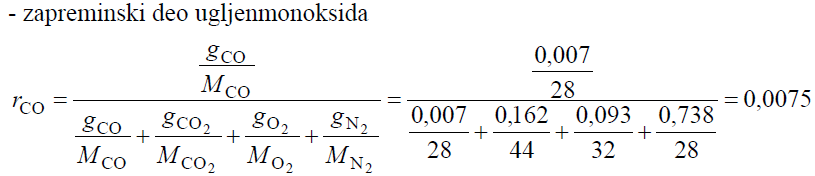 - zapreminski deo ugljenmonoksida
r_CO = (g_CO / M_CO) / (g_CO / M_CO + g_CO₂ / M_CO₂ + g_O₂ / M_O₂ + g_N₂ / M_N₂) = (0,007 / 28) / (0,007 / 28 + 0,162 / 44 + 0,093 / 32 + 0,738 / 28) = 0,0075